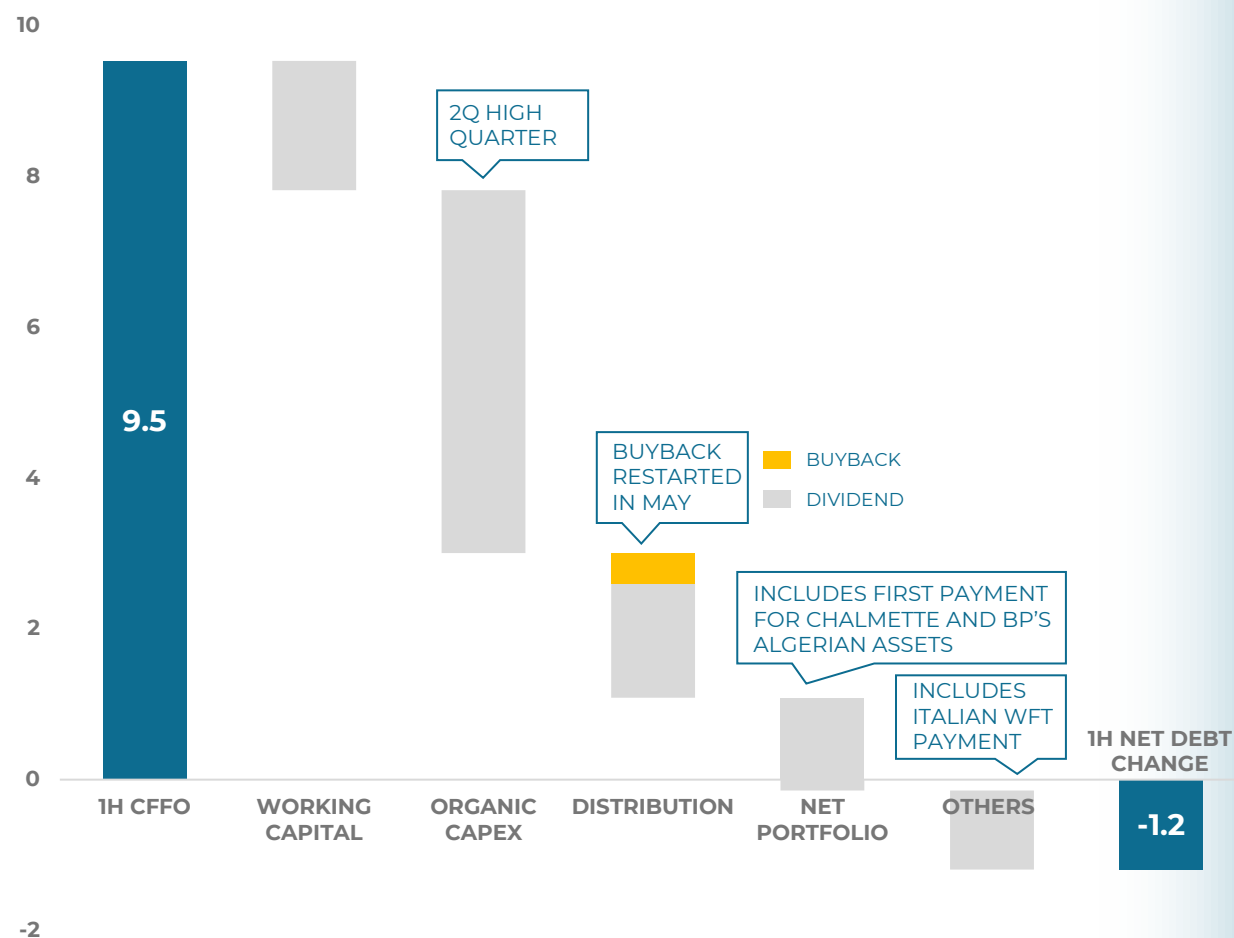 10
8
6
4
2
0
-2
9.5
2Q HIGH
QUARTER
BUYBACK
RESTARTED
IN MAY
BUYBACK
DIVIDEND
INCLUDES FIRST PAYMENT
FOR CHALMETTE AND BP’S
ALGERIAN ASSETS
INCLUDES
ITALIAN WFT
PAYMENT
1H NET DEBT
CHANGE
-1.2
1H CFFO
WORKING
CAPITAL
ORGANIC
CAPEX
DISTRIBUTION
NET
PORTFOLIO
OTHERS